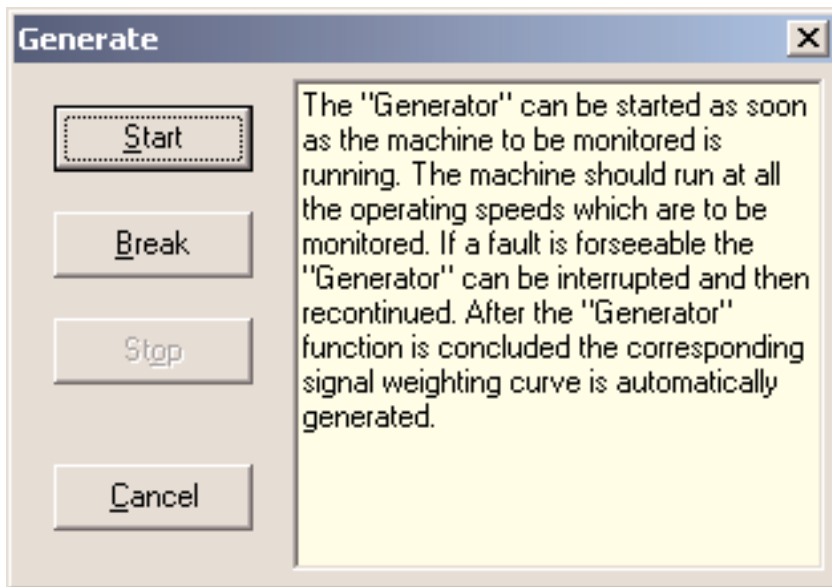 Generate
Start
Break
Stop
Cancel
The "Generator" can be started as soon
as the machine to be monitored is
running. The machine should run at all
the operating speeds which are to be
monitored. If a fault is forseeable the
"Generator" can be interrupted and then
recontinued. After the "Generator"
function is concluded the corresponding
signal weighting curve is automatically
generated.